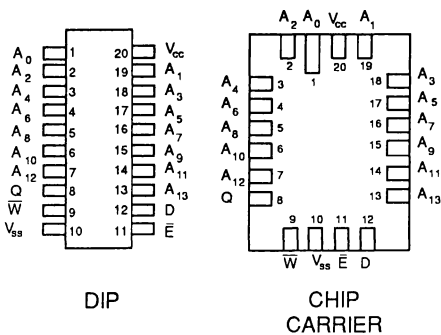 A2 A0 Vcc A1
A0 1 20 Vcc
A2 2 19 A1
A4 3 18 A3
A6 4 17 A5
A8 5 16 A7
A10 6 15 A9
A12 7 14 A11
Q 8 13 A13
W̅ 9 12 D
Vss 10 11 E̅
2 1 20 19
A4 3 18 A3
A6 4 17 A5
A8 5 16 A7
A10 6 15 A9
A12 7 14 A11
Q 8 13 A13
9 10 11 12
W̅ Vss E̅ D
DIP
CHIP
CARRIER